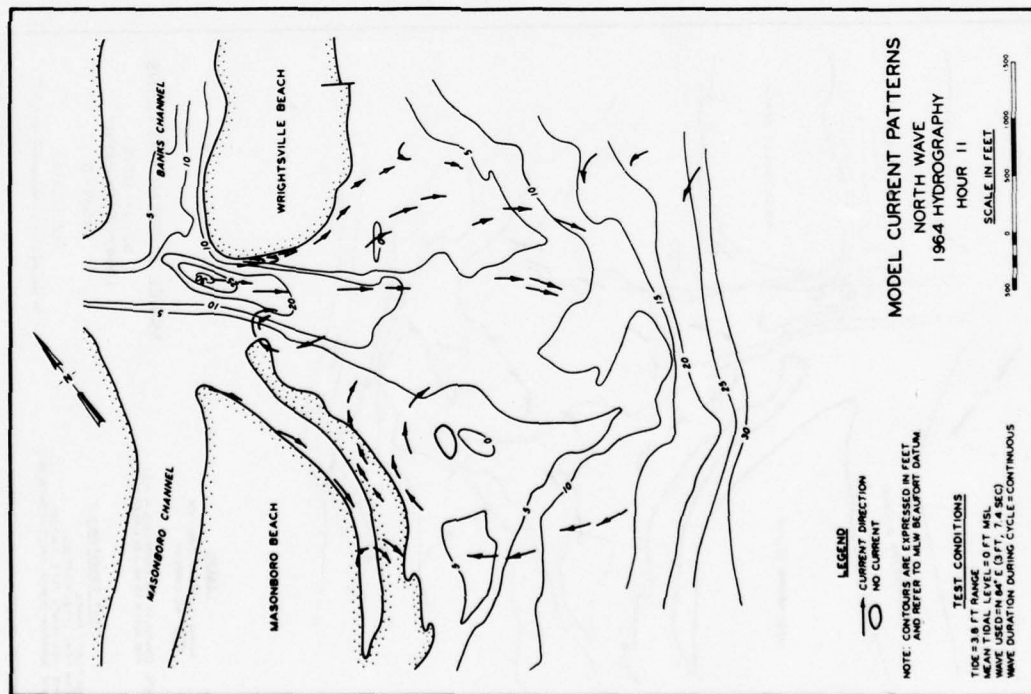 MASONBORO CHANNEL
BANKS CHANNEL
WRIGHTSVILLE BEACH
MASONBORO BEACH
N
5
10
5
10
10
20
5
10
15
20
25
30
5
10
5
0
MODEL CURRENT PATTERNS
NORTH WAVE
1964 HYDROGRAPHY
HOUR 11
SCALE IN FEET
500 0 500 1000 1500
LEGEND
CURRENT DIRECTION
NO CURRENT
NOTE: CONTOURS ARE EXPRESSED IN FEET
AND REFER TO MLW BEAUFORT DATUM
TEST CONDITIONS
TIDE = 3.8 FT RANGE
MEAN TIDAL LEVEL = 0 FT MSL
WAVE USED = N 84° E (3 FT, 7.4 SEC)
WAVE DURATION DURING CYCLE = CONTINUOUS